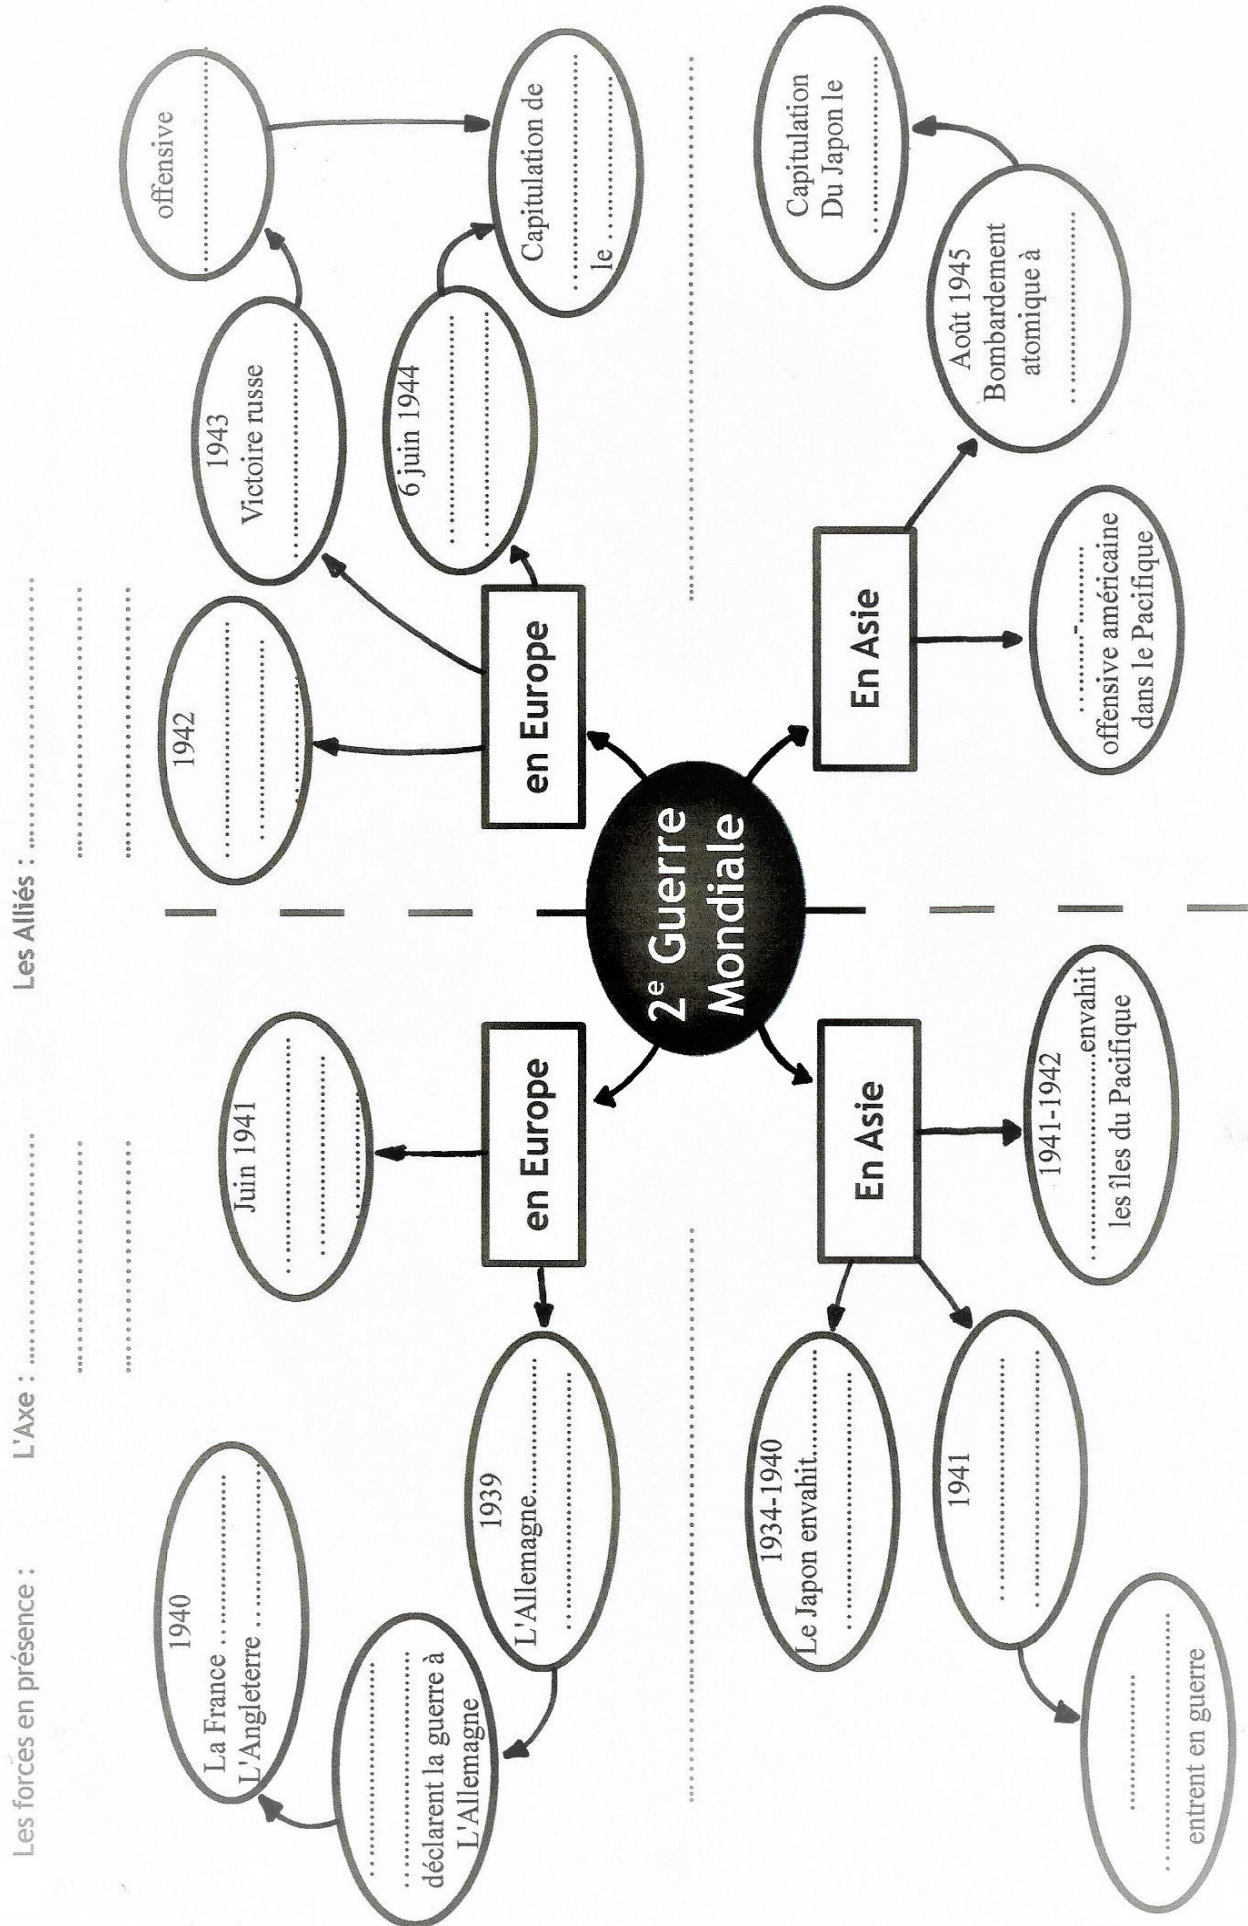 Les forces en présence :
L'Axe : ...............................
...............................
...............................
Les Alliés : ...............................
...............................
...............................
1940
La France ........................
L'Angleterre ..................
...............................
...............................
déclarent la guerre à
L'Allemagne
1939
L'Allemagne..................
...............................
Juin 1941
...............................
...............................
...............................
en Europe
1942
...............................
...............................
...............................
1943
Victoire russe
...............................
offensive
...............................
6 juin 1944
...............................
...............................
Capitulation de
...............................
le ..................
en Europe
2e Guerre
Mondiale
...............................
...............................
1934-1940
Le Japon envahit..............
...............................
1941
...............................
...............................
...............................
...............................
entrent en guerre
En Asie
1941-1942
........................envahit
les îles du Pacifique
En Asie
...........-...........
offensive américaine
dans le Pacifique
Août 1945
Bombardement
atomique à
...............................
Capitulation
Du Japon le
...............................